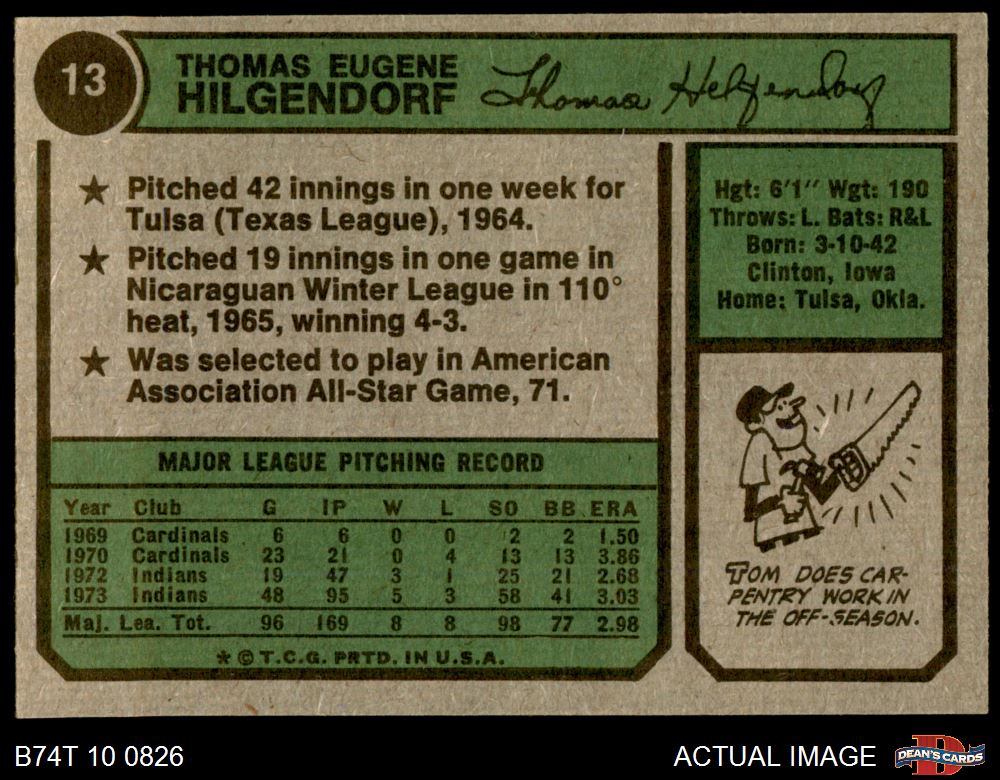 13
THOMAS EUGENE
HILGENDORF
Thomas Hilgendorf
★ Pitched 42 innings in one week for
Tulsa (Texas League), 1964.
★ Pitched 19 innings in one game in
Nicaraguan Winter League in 110°
heat, 1965, winning 4-3.
★ Was selected to play in American
Association All-Star Game, 71.
Hgt: 6'1" Wgt: 190
Throws: L. Bats: R&L
Born: 3-10-42
Clinton, Iowa
Home: Tulsa, Okla.
MAJOR LEAGUE PITCHING RECORD
Year Club G IP W L SO BB ERA
1969 Cardinals 6 6 0 0 2 2 1.50
1970 Cardinals 23 21 0 4 13 13 3.86
1972 Indians 19 47 3 1 25 21 2.68
1973 Indians 48 95 5 3 58 41 3.03
Maj. Lea. Tot. 96 169 8 8 98 77 2.98
★ © T.C.G. PRTD. IN U.S.A.
TOM DOES CAR-
PENTRY WORK IN
THE OFF-SEASON.
B74T 10 0826
ACTUAL IMAGE
D
DEAN'S CARDS